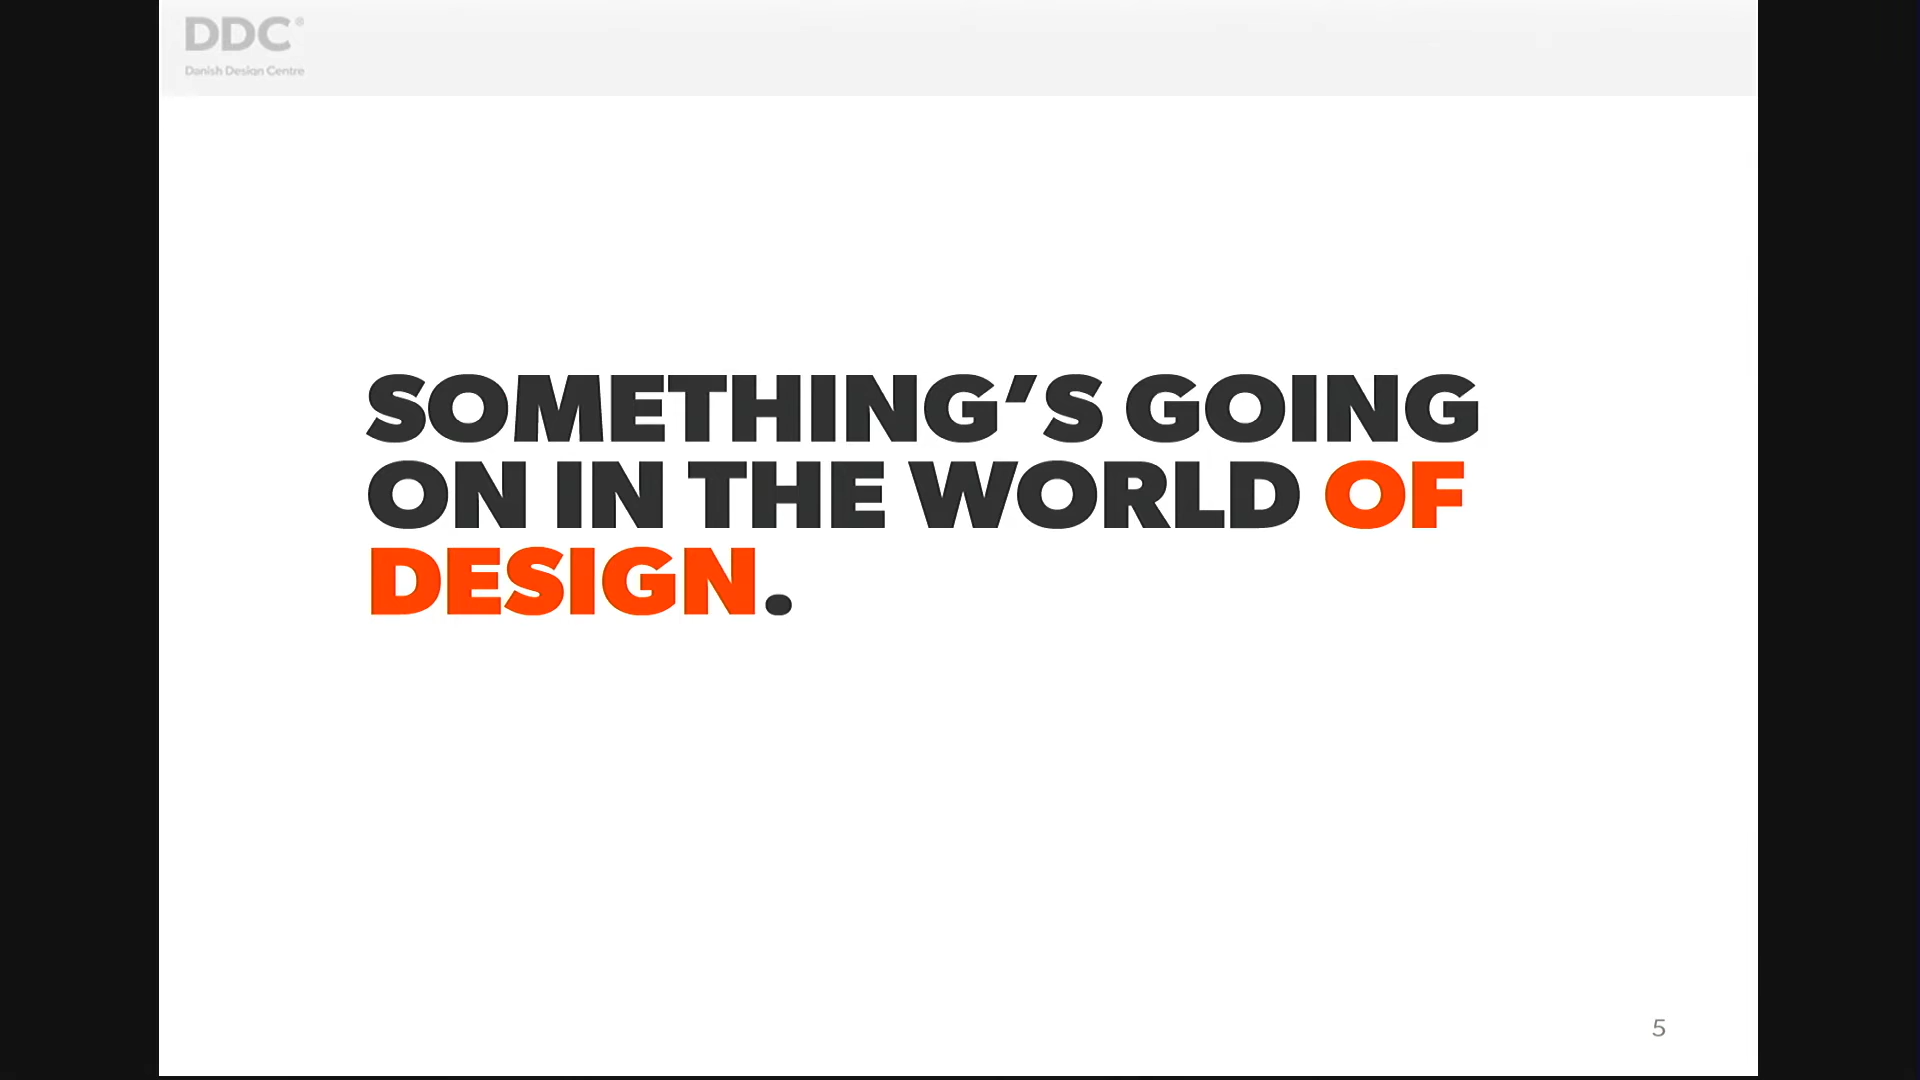 DDC®
Danish Design Centre
SOMETHING’S GOING
ON IN THE WORLD OF
DESIGN.
5